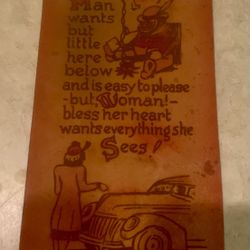 Man
wants
but
little
here
below
and is easy to please
-but, Woman!-
bless her heart
wants everything she
Sees!